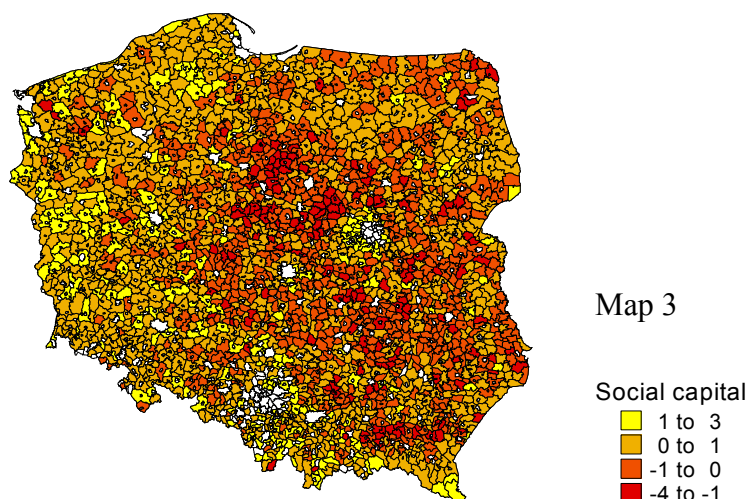 Map 3
Social capital
1 to 3
0 to 1
-1 to 0
-4 to -1